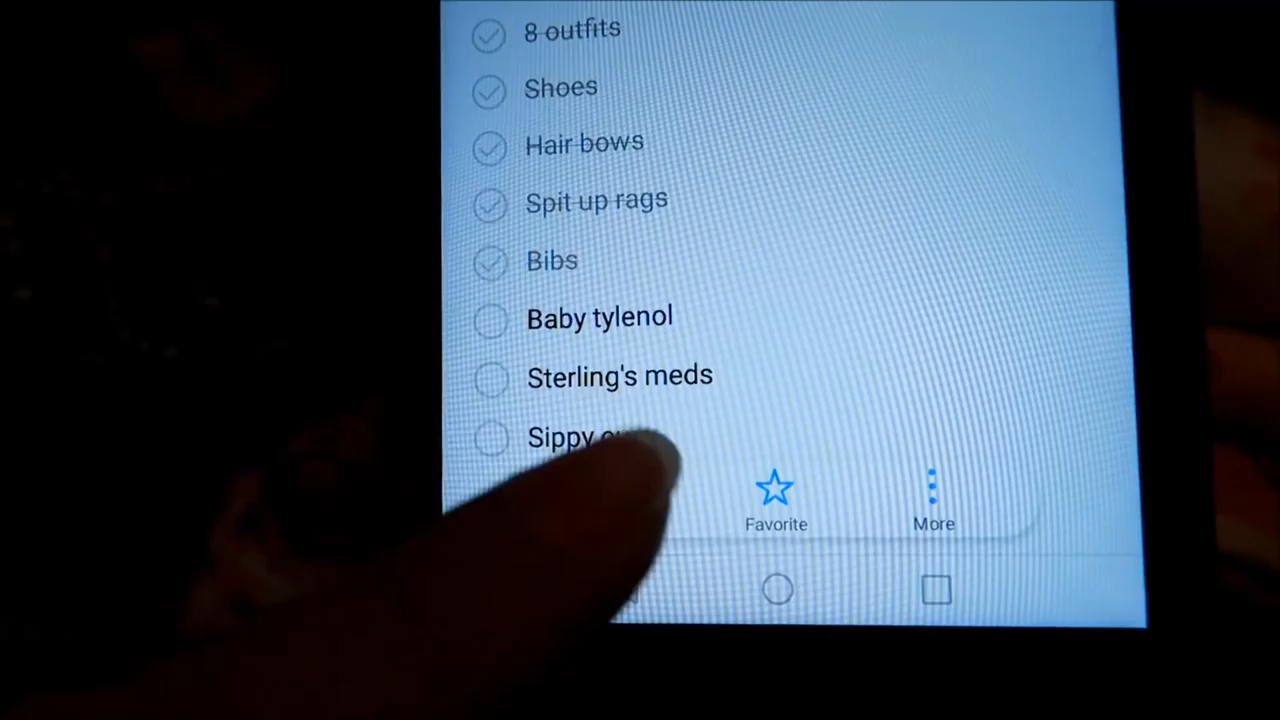 8 outfits
Shoes
Hair bows
Spit up rags
Bibs
Baby tylenol
Sterling's meds
Sippy
Favorite
More